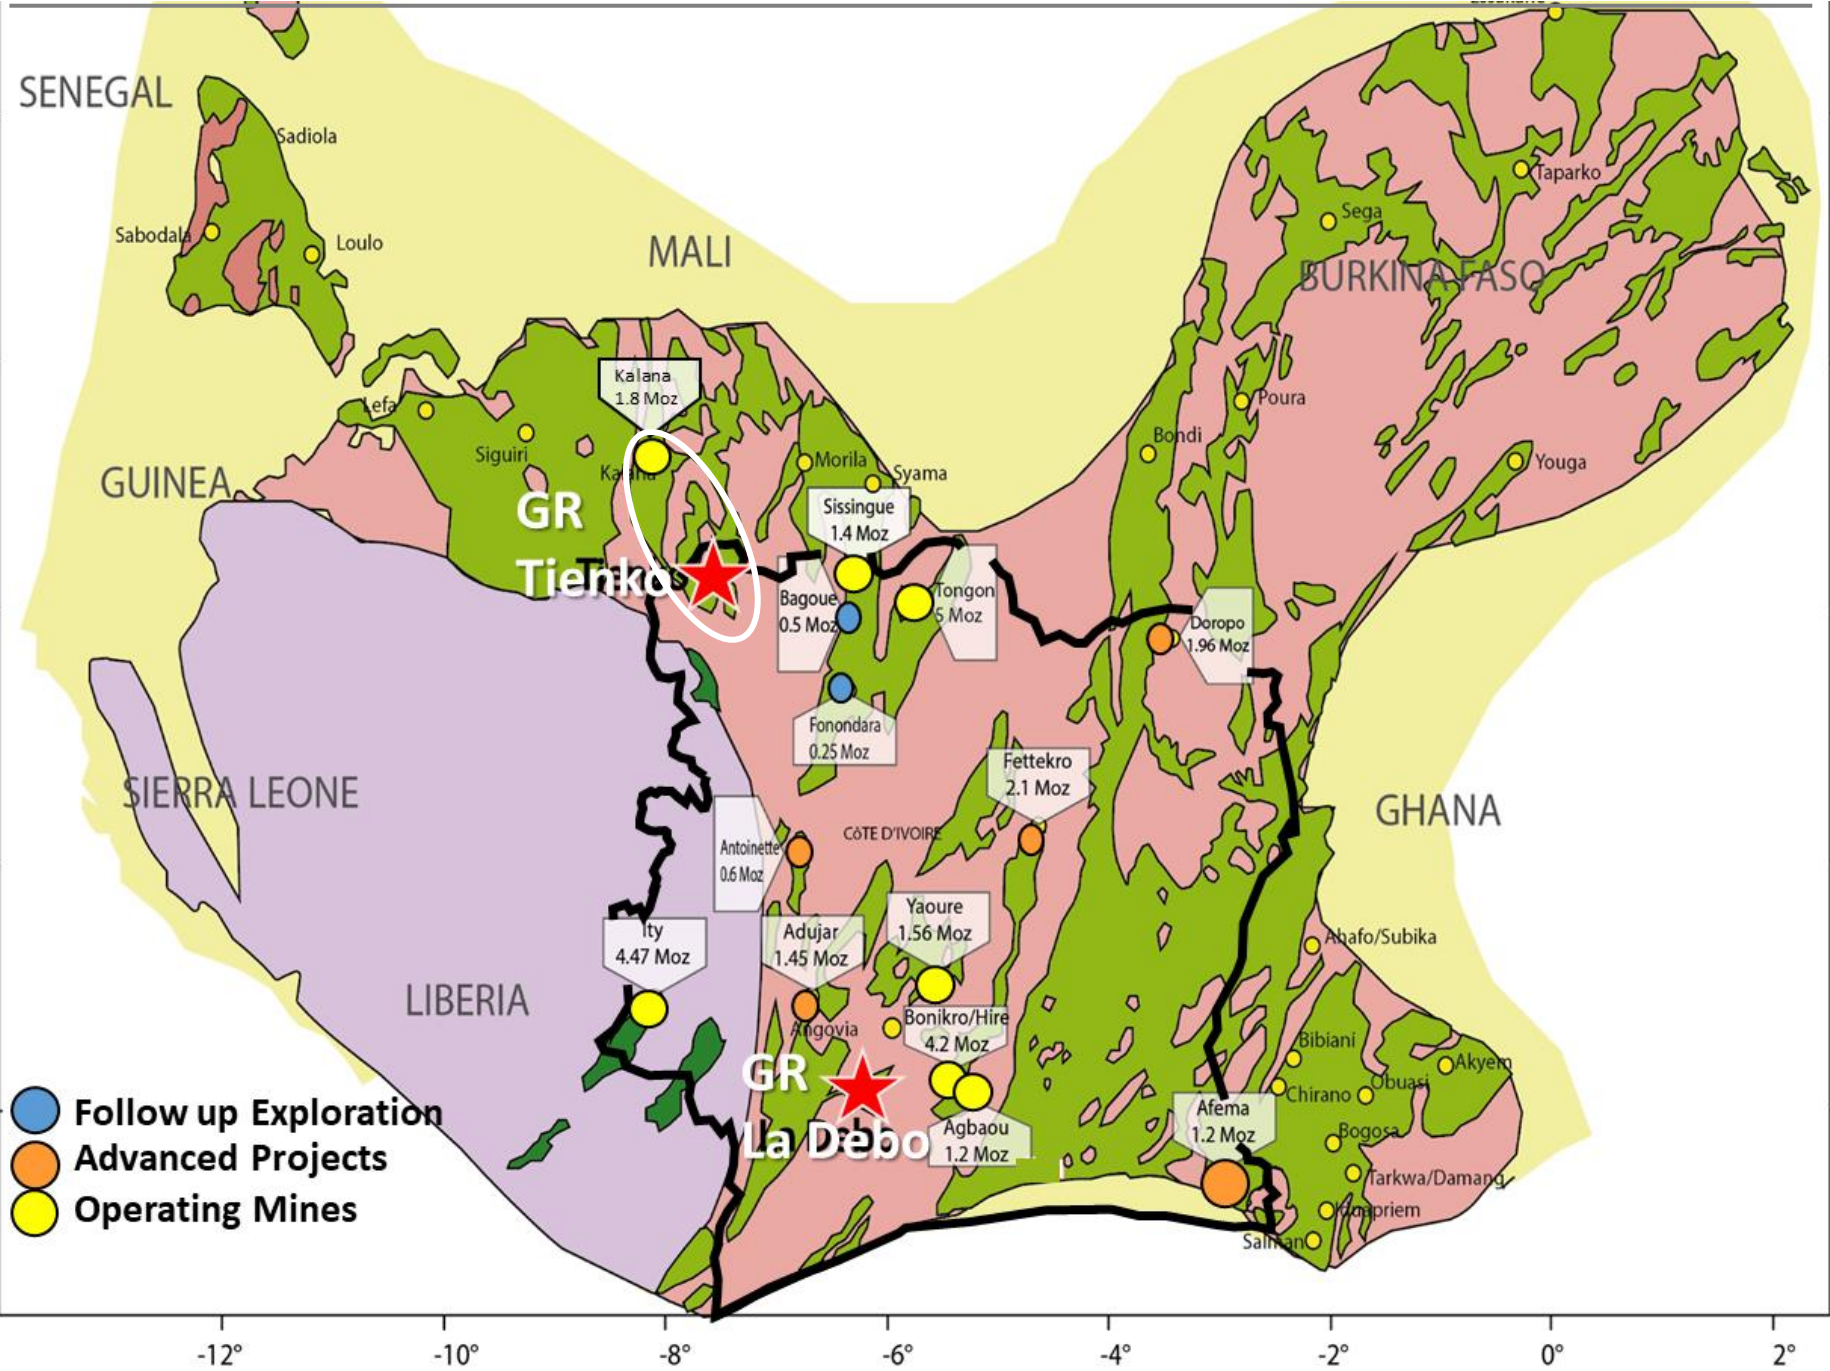 SENEGAL
Sadiola
Sabodala
Loulo
MALI
Taparko
Sega
BURKINA FASO
Kalana
1.8 Moz
Lefa
Siguiri
Kalana
Morila
Syama
Poura
Bondi
Youga
GUINEA
GR
Tienko
Sissingue
1.4 Moz
Bagoue
0.5 Moz
Tongon
5 Moz
Doropo
1.96 Moz
Fonondara
0.25 Moz
Fettekro
2.1 Moz
SIERRA LEONE
GHANA
CôTE D'IVOIRE
Antoinette
0.6 Moz
Yaoure
1.56 Moz
Ity
4.47 Moz
Adujar
1.45 Moz
Ahafo/Subika
LIBERIA
Angovia
Bonikro/Hire
4.2 Moz
Bibiani
Akyem
Obuasi
Chirano
GR
La Debo
Agbaou
1.2 Moz
Afema
1.2 Moz
Bogosa
Tarkwa/Damang
Iduapriem
Salman
Follow up Exploration
Advanced Projects
Operating Mines
-12° -10° -8° -6° -4° -2° 0° 2°